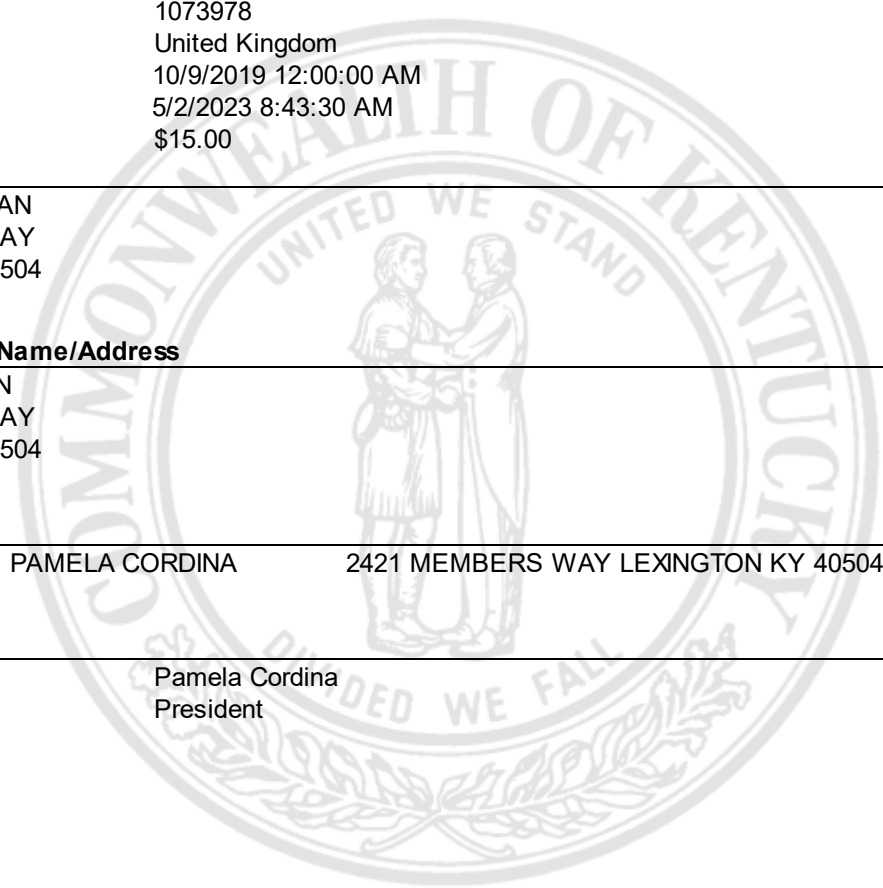 1073978
United Kingdom
10/9/2019 12:00:00 AM
5/2/2023 8:43:30 AM
$15.00
AN
AY
504
Name/Address
N
AY
504
PAMELA CORDINA 2421 MEMBERS WAY LEXINGTON KY 40504
Pamela Cordina
President
COMMONWEALTH OF KENTUCKY
UNITED WE STAND
DIVIDED WE FALL